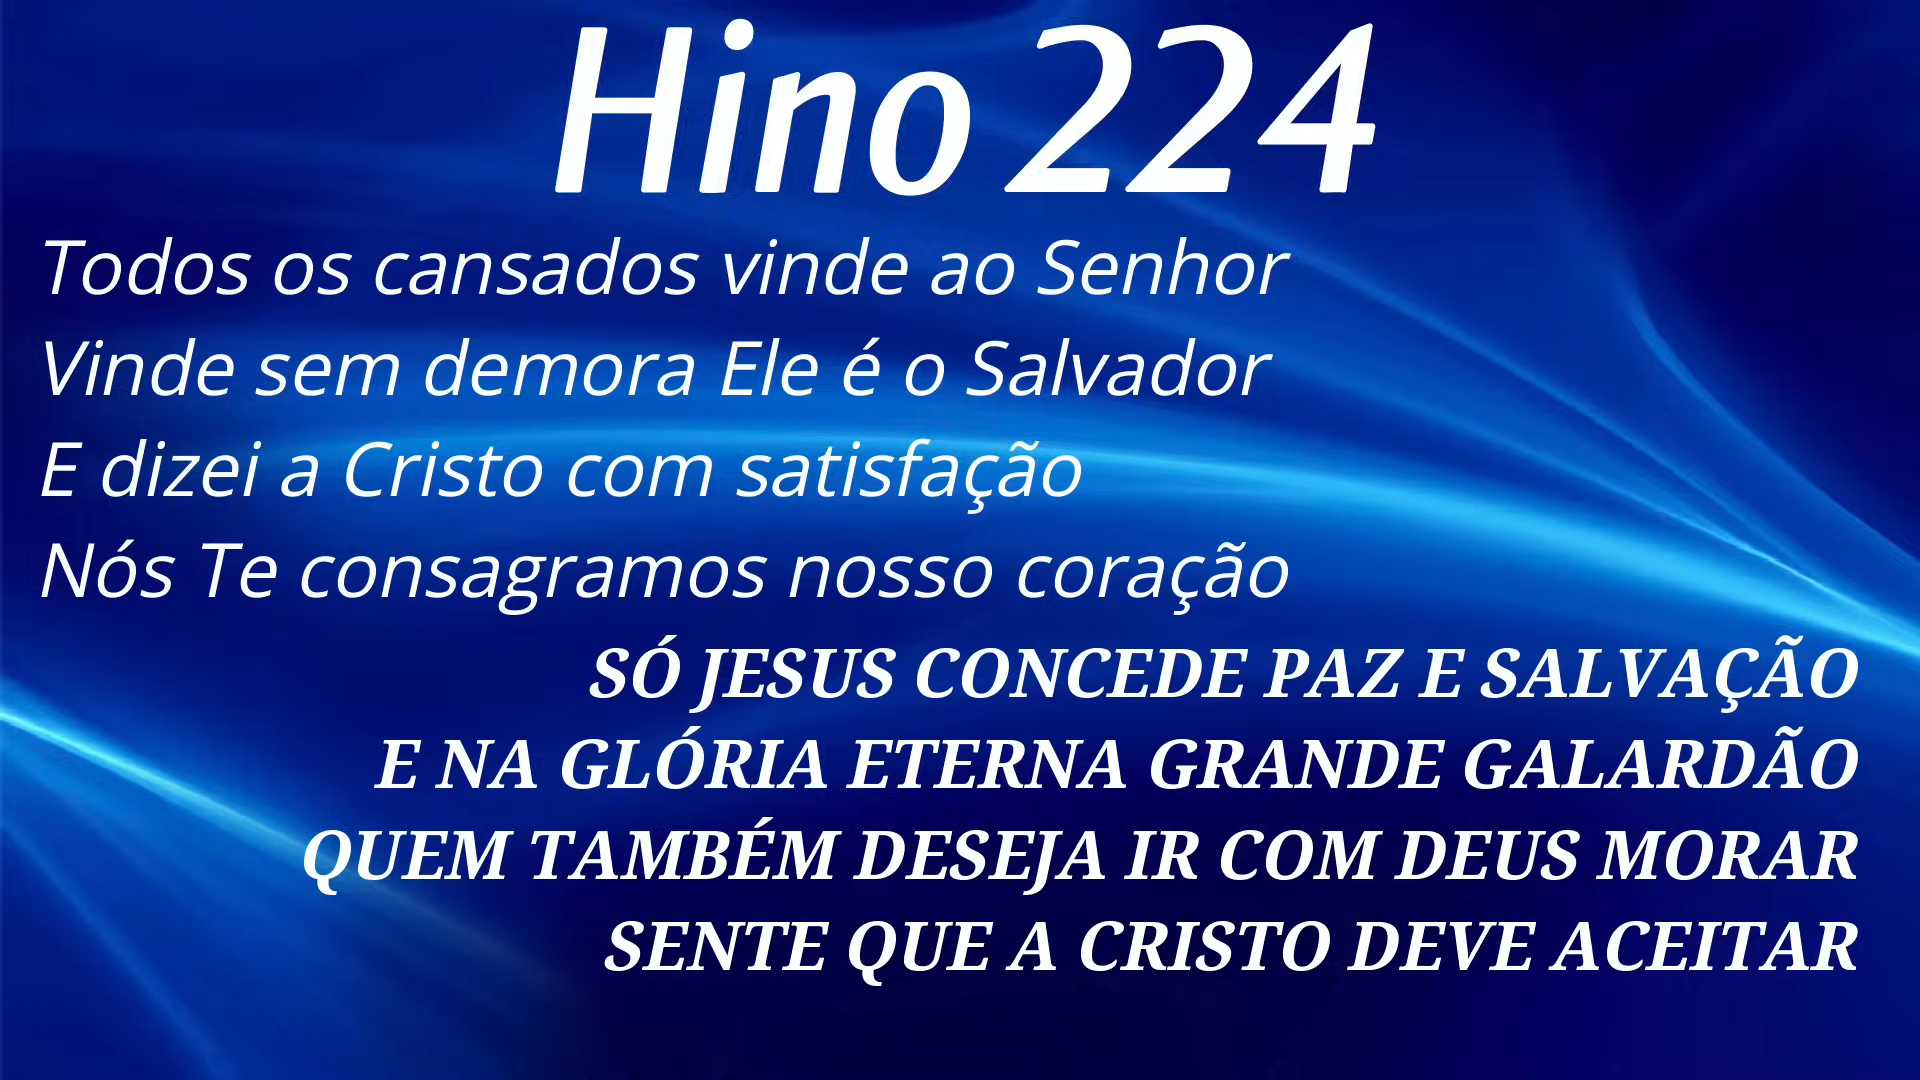 Hino 224
Todos os cansados vinde ao Senhor
Vinde sem demora Ele é o Salvador
E dizei a Cristo com satisfação
Nós Te consagramos nosso coração
SÓ JESUS CONCEDE PAZ E SALVAÇÃO
E NA GLÓRIA ETERNA GRANDE GALARDÃO
QUEM TAMBÉM DESEJA IR COM DEUS MORAR
SENTE QUE A CRISTO DEVE ACEITAR